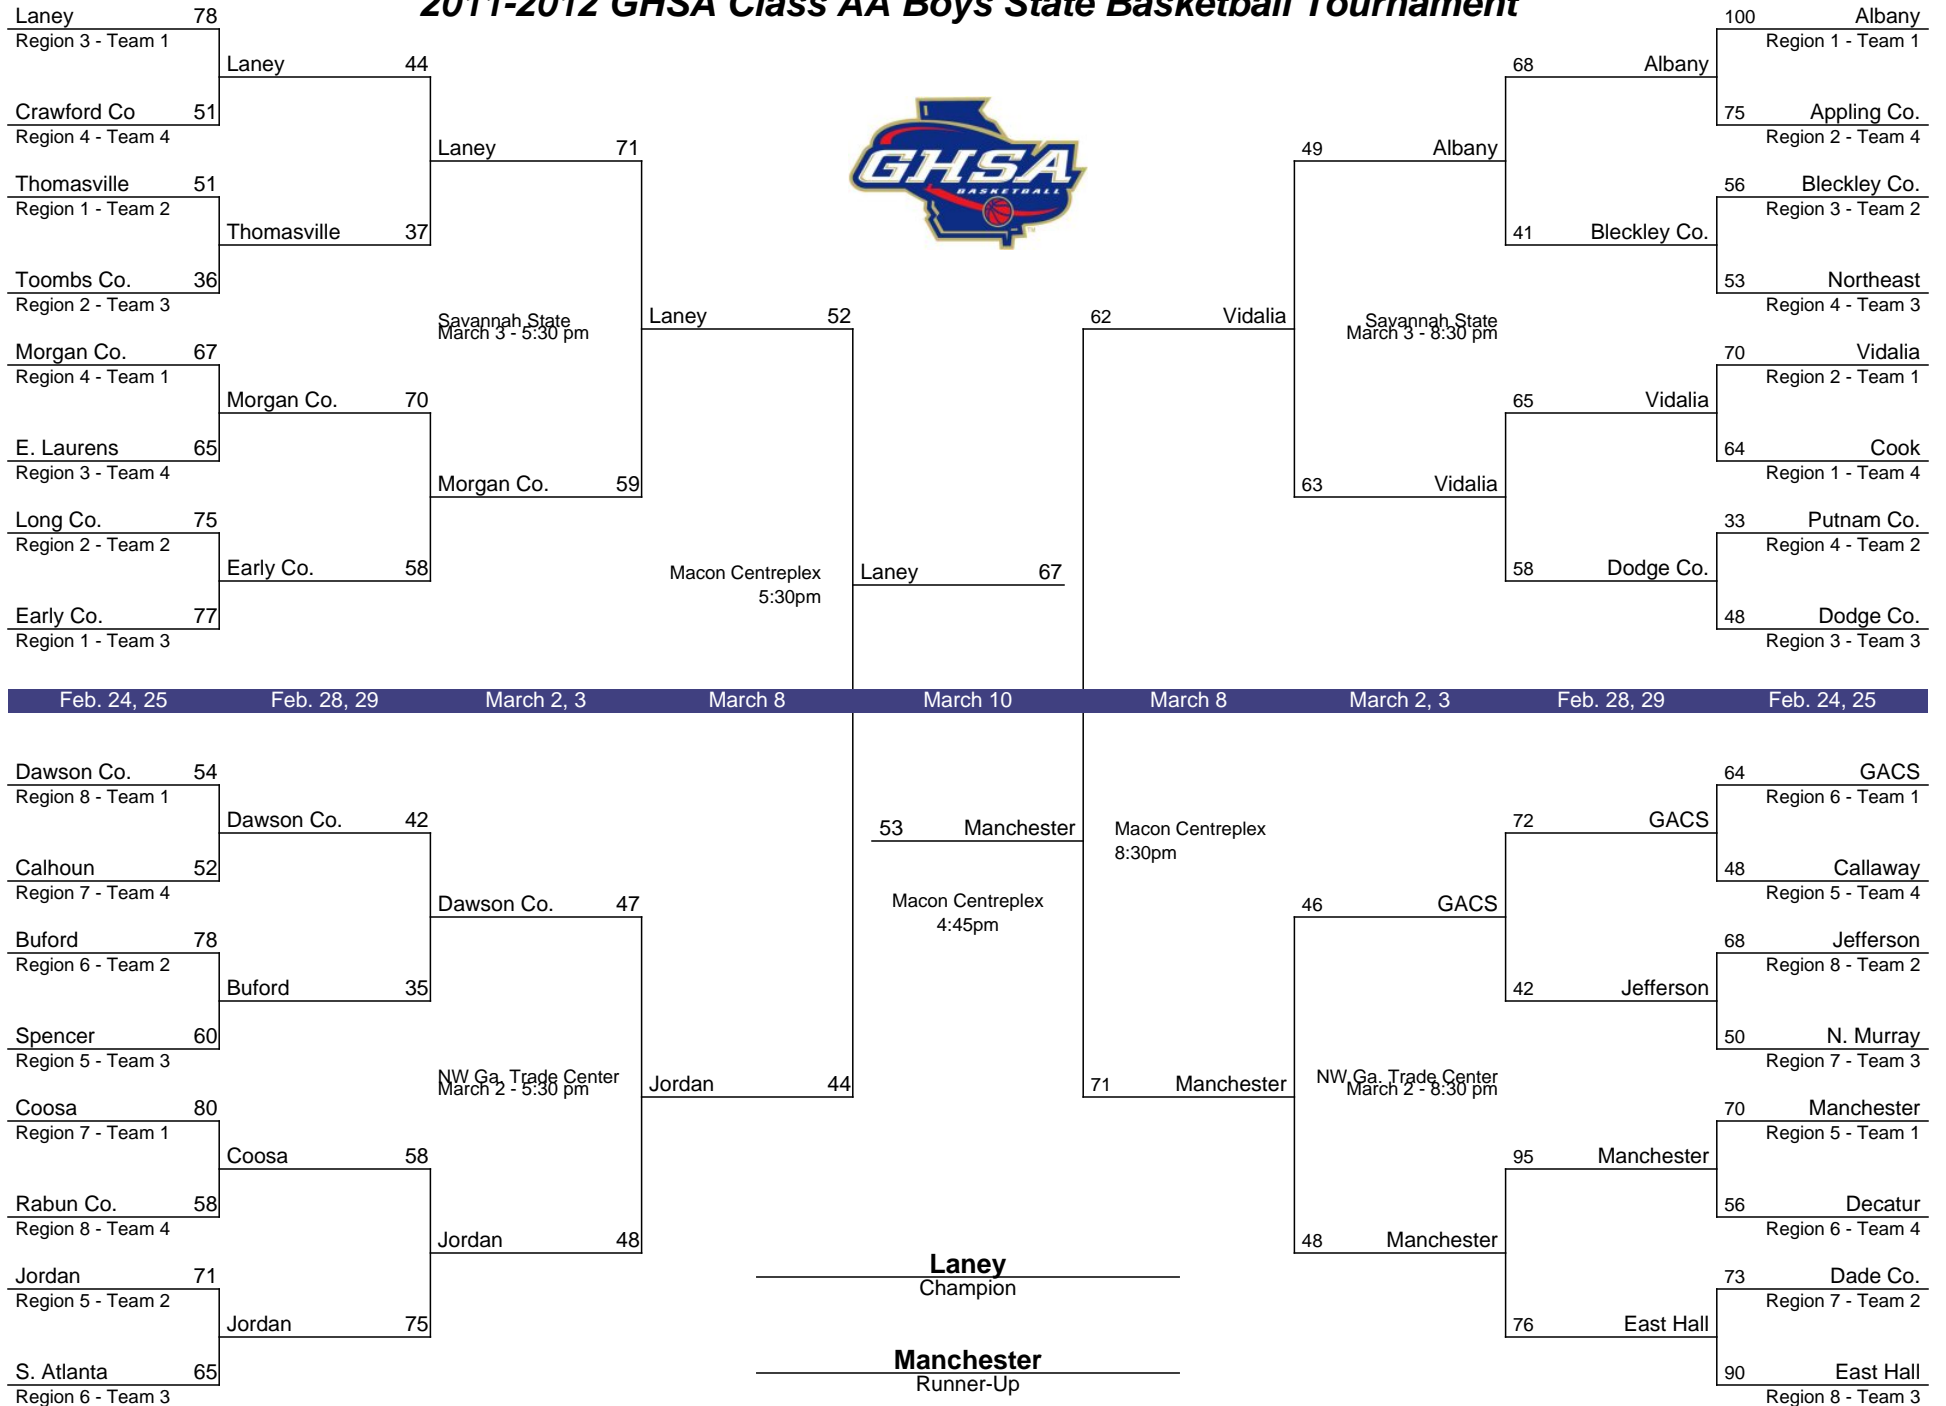 2011-2012 GHSA Class AA Boys State Basketball Tournament
Laney 78
Region 3 - Team 1
Laney 44
Crawford Co 51
Region 4 - Team 4
Laney 71
Thomasville 51
Region 1 - Team 2
Thomasville 37
Toombs Co. 36
Region 2 - Team 3
Savannah State
March 3 - 5:30 pm
Laney 52
Morgan Co. 67
Region 4 - Team 1
Morgan Co. 70
E. Laurens 65
Region 3 - Team 4
Morgan Co. 59
Long Co. 75
Region 2 - Team 2
Early Co. 58
Early Co. 77
Region 1 - Team 3
Macon Centreplex
5:30pm
Laney 67
GHSA
BASKETBALL
TM
100 Albany
Region 1 - Team 1
68 Albany
75 Appling Co.
Region 2 - Team 4
49 Albany
56 Bleckley Co.
Region 3 - Team 2
41 Bleckley Co.
53 Northeast
Region 4 - Team 3
62 Vidalia
Savannah State
March 3 - 8:30 pm
70 Vidalia
Region 2 - Team 1
65 Vidalia
64 Cook
Region 1 - Team 4
63 Vidalia
33 Putnam Co.
Region 4 - Team 2
58 Dodge Co.
48 Dodge Co.
Region 3 - Team 3
Feb. 24, 25 Feb. 28, 29 March 2, 3 March 8 March 10 March 8 March 2, 3 Feb. 28, 29 Feb. 24, 25
Dawson Co. 54
Region 8 - Team 1
Dawson Co. 42
Calhoun 52
Region 7 - Team 4
Dawson Co. 47
Buford 78
Region 6 - Team 2
Buford 35
Spencer 60
Region 5 - Team 3
NW Ga. Trade Center
March 2 - 5:30 pm
Jordan 44
Coosa 80
Region 7 - Team 1
Coosa 58
Rabun Co. 58
Region 8 - Team 4
Jordan 48
Jordan 71
Region 5 - Team 2
Jordan 75
S. Atlanta 65
Region 6 - Team 3
53 Manchester
Macon Centreplex
8:30pm
Macon Centreplex
4:45pm
64 GACS
Region 6 - Team 1
72 GACS
48 Callaway
Region 5 - Team 4
46 GACS
68 Jefferson
Region 8 - Team 2
42 Jefferson
50 N. Murray
Region 7 - Team 3
71 Manchester
NW Ga. Trade Center
March 2 - 8:30 pm
70 Manchester
Region 5 - Team 1
95 Manchester
56 Decatur
Region 6 - Team 4
48 Manchester
73 Dade Co.
Region 7 - Team 2
76 East Hall
90 East Hall
Region 8 - Team 3
Laney
Champion
Manchester
Runner-Up